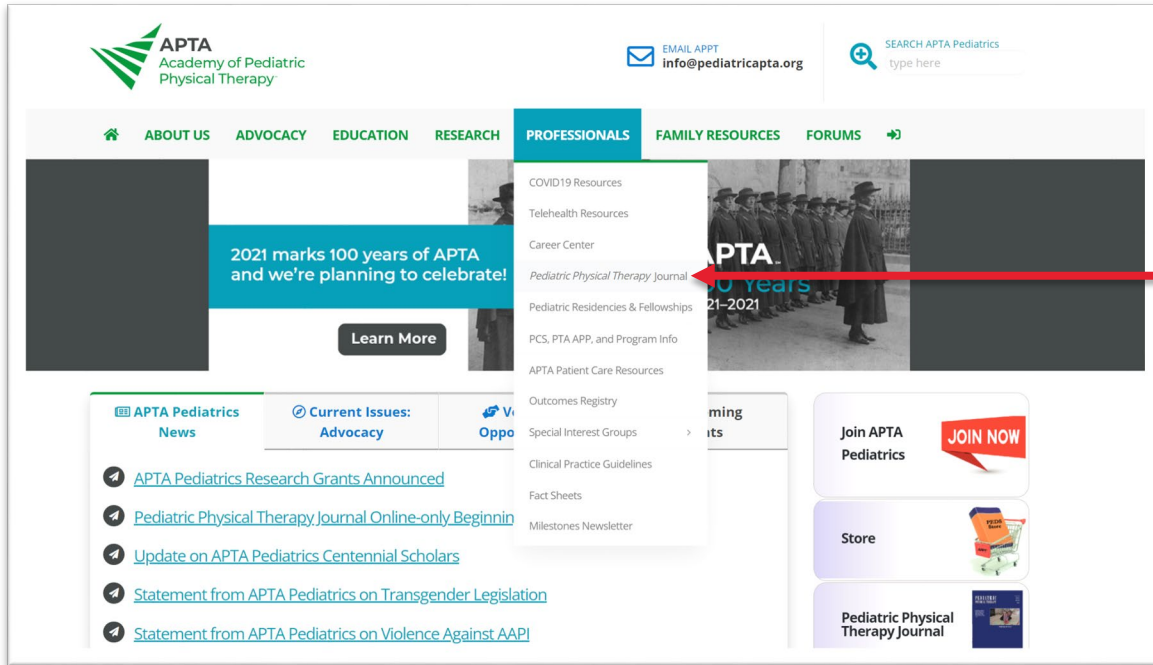 APTA
Academy of Pediatric
Physical Therapy
EMAIL APPT
info@pediatricapta.org
SEARCH APTA Pediatrics
type here
ABOUT US ADVOCACY EDUCATION RESEARCH PROFESSIONALS FAMILY RESOURCES FORUMS
COVID19 Resources
Telehealth Resources
Career Center
Pediatric Physical Therapy Journal
Pediatric Residencies & Fellowships
PCS, PTA APP, and Program Info
APTA Patient Care Resources
Outcomes Registry
Special Interest Groups >
Clinical Practice Guidelines
Fact Sheets
Milestones Newsletter
2021 marks 100 years of APTA
and we're planning to celebrate!
Learn More
APTA
Years
21–2021
APTA Pediatrics
News
Current Issues:
Advocacy
APTA Pediatrics Research Grants Announced
Pediatric Physical Therapy Journal Online-only
Update on APTA Pediatrics Centennial Scholars
Statement from APTA Pediatrics on Transgender Legislation
Statement from APTA Pediatrics on Violence Against AAPI
Join APTA
Pediatrics
JOIN NOW
Store
PEDS
Store
Pediatric Physical
Therapy Journal